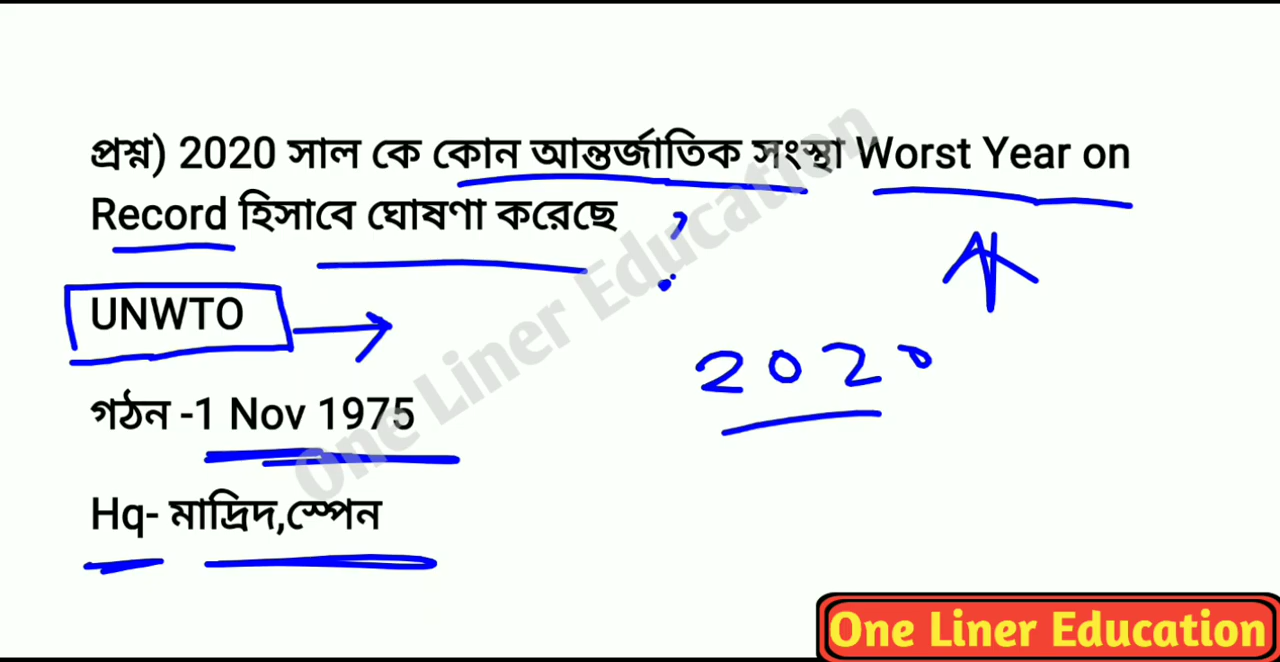 প্রশ্ন) 2020 সাল কে কোন আন্তর্জাতিক সংস্থা Worst Year on
Record হিসাবে ঘোষণা করেছে
?
UNWTO
2020
গঠন -1 Nov 1975
Hq- মাদ্রিদ,স্পেন
One Liner Education
One Liner Education